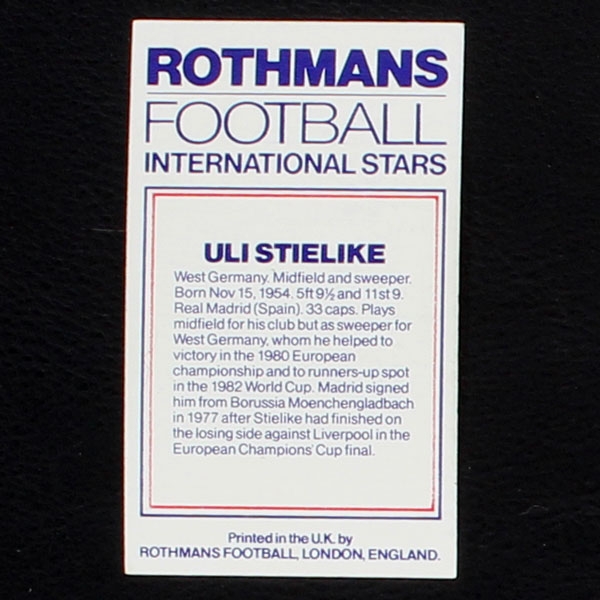 ROTHMANS
FOOTBALL
INTERNATIONAL STARS
ULI STIELIKE
West Germany. Midfield and sweeper.
Born Nov 15, 1954. 5ft 9½ and 11st 9.
Real Madrid (Spain). 33 caps. Plays
midfield for his club but as sweeper for
West Germany, whom he helped to
victory in the 1980 European
championship and to runners-up spot
in the 1982 World Cup. Madrid signed
him from Borussia Moenchengladbach
in 1977 after Stielike had finished on
the losing side against Liverpool in the
European Champions' Cup final.
Printed in the U.K. by
ROTHMANS FOOTBALL, LONDON, ENGLAND.